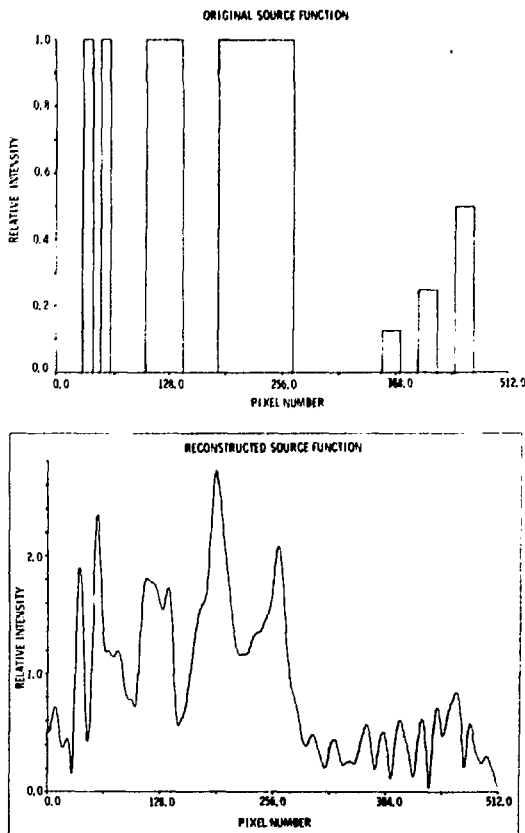 ORIGINAL SOURCE FUNCTION
1.0
0.8
0.6
0.4
0.2
0.0
RELATIVE INTENSITY
0.0 128.0 256.0 384.0 512.0
PIXEL NUMBER
RECONSTRUCTED SOURCE FUNCTION
2.0
1.0
0.0
RELATIVE INTENSITY
0.0 128.0 256.0 384.0 512.0
PIXEL NUMBER